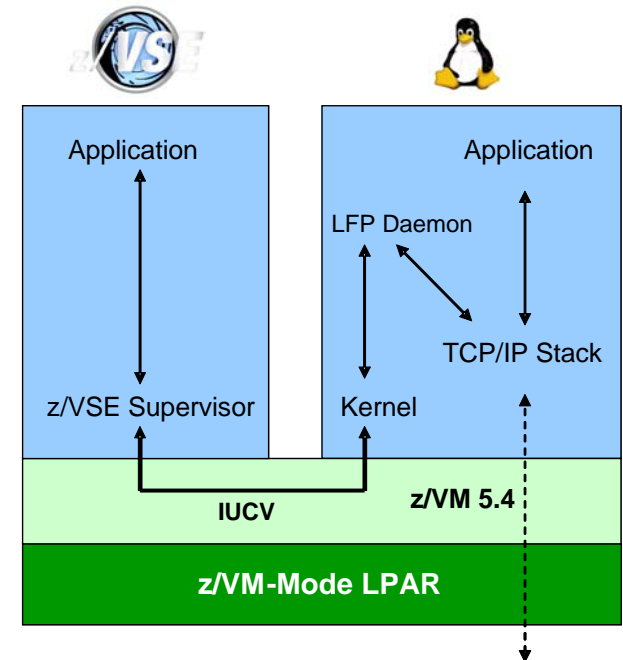 z/VSE
Application
Application
LFP Daemon
TCP/IP Stack
z/VSE Supervisor
Kernel
IUCV
z/VM 5.4
z/VM-Mode LPAR